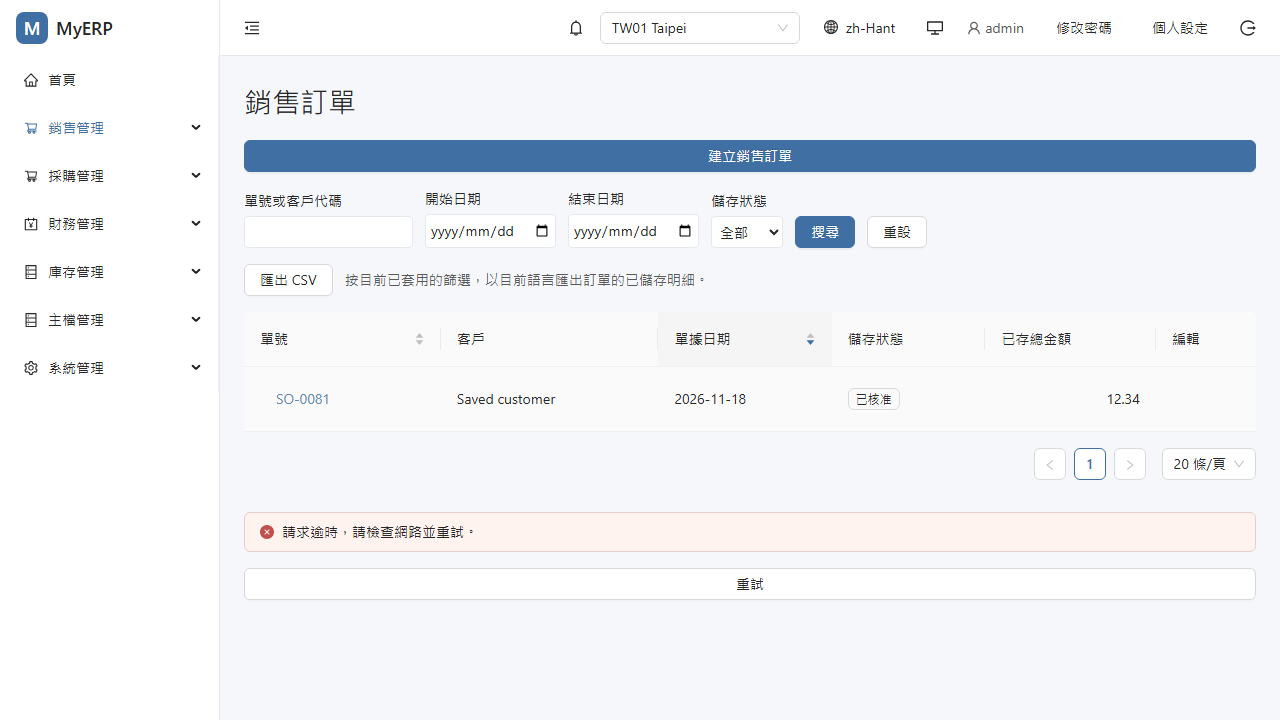 M MyERP
TW01 Taipei
zh-Hant
admin
修改密碼
個人設定
首頁
銷售管理
採購管理
財務管理
庫存管理
主檔管理
系統管理
銷售訂單
建立銷售訂單
單號或客戶代碼
開始日期
結束日期
儲存狀態
yyyy/mm/dd
yyyy/mm/dd
全部
搜尋
重設
匯出 CSV
按目前已套用的篩選，以目前語言匯出訂單的已儲存明細。
單號 客戶 單據日期 儲存狀態 已存總金額 編輯
SO-0081 Saved customer 2026-11-18 已核准 12.34
1
20 條/頁
請求逾時，請檢查網路並重試。
重試